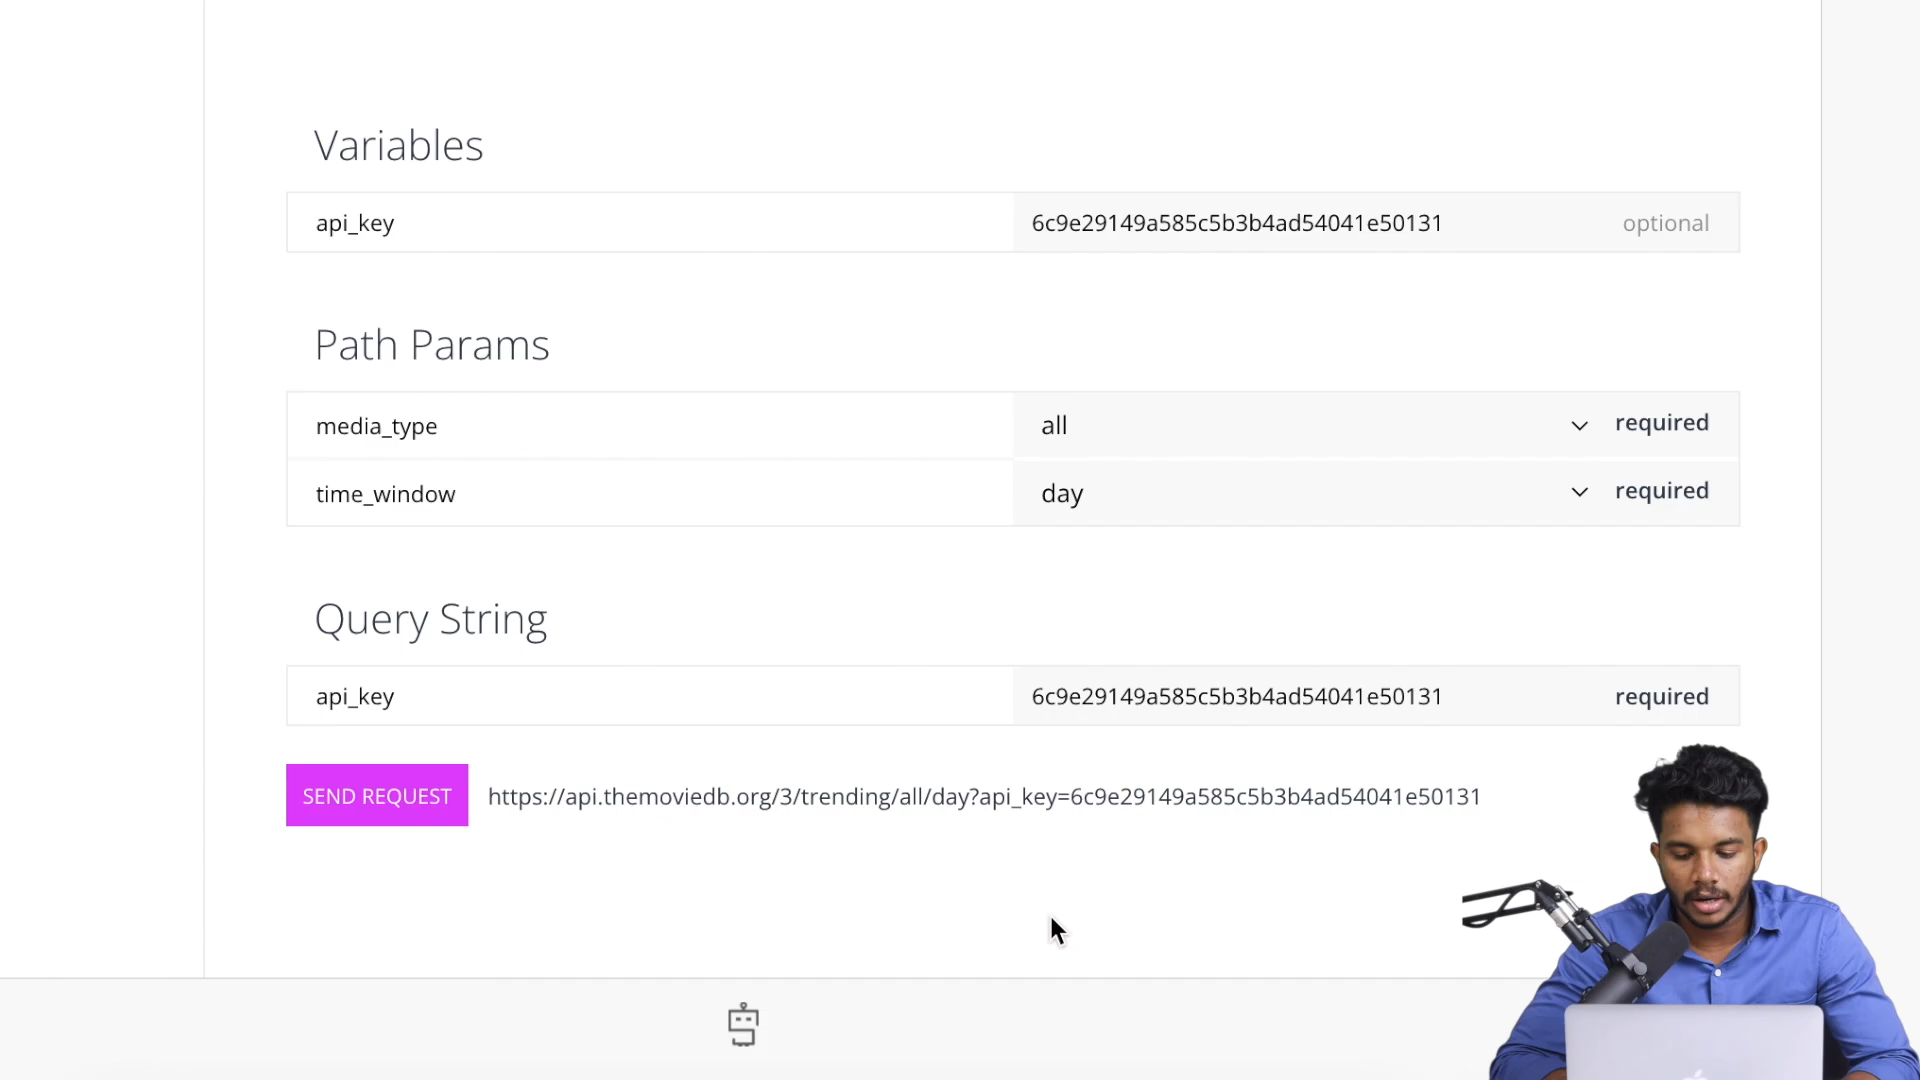 Variables
api_key 6c9e29149a585c5b3b4ad54041e50131 optional
Path Params
media_type all required
time_window day required
Query String
api_key 6c9e29149a585c5b3b4ad54041e50131 required
SEND REQUEST https://api.themoviedb.org/3/trending/all/day?api_key=6c9e29149a585c5b3b4ad54041e50131